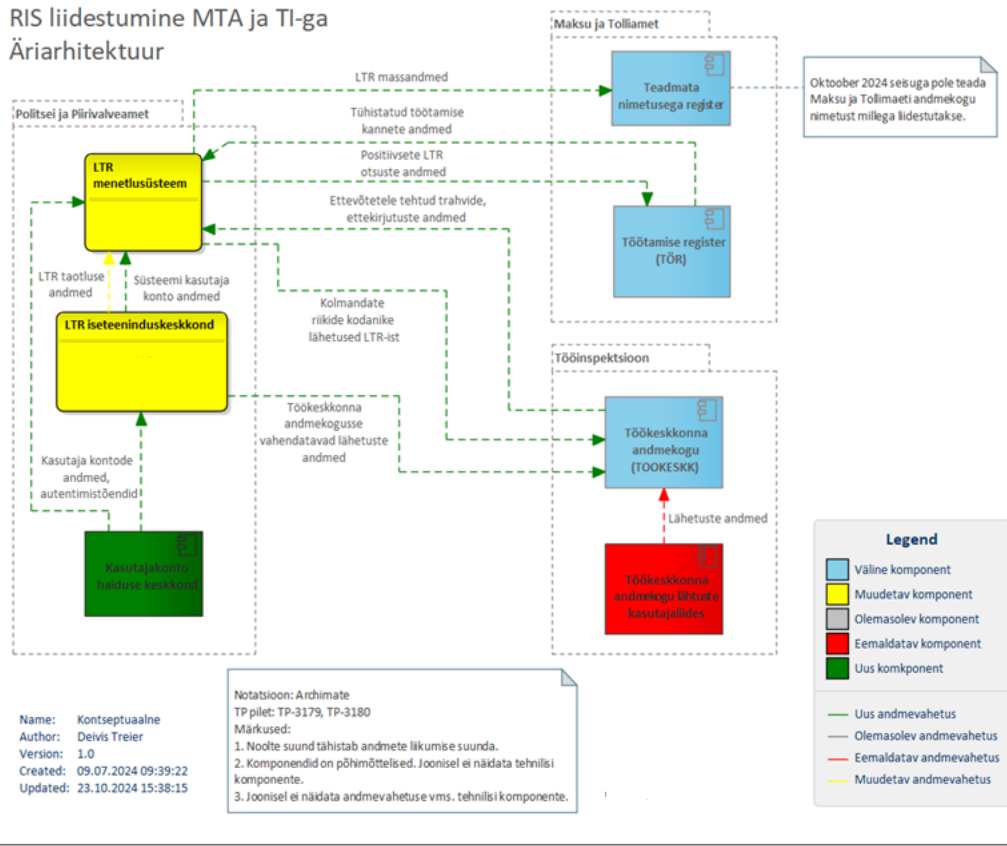 RIS liidestumine MTA ja TI-ga
Äriarhitektuur
Maksu ja Tolliamet
Teadmata
nimetusega register
Oktoober 2024 seisuga pole teada
Maksu ja Tollimaeti andmekogu
nimetust millega liidestutakse.
LTR massandmed
Politsei ja Piirivalveamet
Tühistatud töötamise
kannete andmed
Positiivsete LTR
otsuste andmed
LTR
menetlusüsteem
Ettevõtetele tehtud trahvide,
ettekirjutuste andmed
Töötamise register
(TÖR)
LTR taotluse
andmed
Süsteemi kasutaja
konto andmed
Kolmandate
riikide kodanike
lähetused LTR-ist
LTR iseteeninduskeskkond
Tööinspektsioon
Töökeskkonna
andmekogusse
vahendatavad lähetuste
andmed
Töökeskkonna
andmekogu
(TOOKESKK)
Kasutaja kontode
andmed,
autentimistõendid
Lähetuste andmed
Kasutajakonto
halduse keskkond
Töökeskkonna
andmekogu lähtuste
kasutajaliides
Legend
Väline komponent
Muudetav komponent
Olemasolev komponent
Eemaldatav komponent
Uus komkponent
Uus andmevahetus
Olemasolev andmevahetus
Eemaldatav andmevahetus
Muudetav andmevahetus
Name: Kontseptuaalne
Author: Deivis Treier
Version: 1.0
Created: 09.07.2024 09:39:22
Updated: 23.10.2024 15:38:15
Notatsioon: Archimate
TP pilet: TP-3179, TP-3180
Märkused:
1. Noolte suund tähistab andmete liikumise suunda.
2. Komponendid on põhimõttelised. Joonisel ei näidata tehnilisi
komponente.
3. Joonisel ei näidata andmevahetuse vms. tehnilisi komponente.